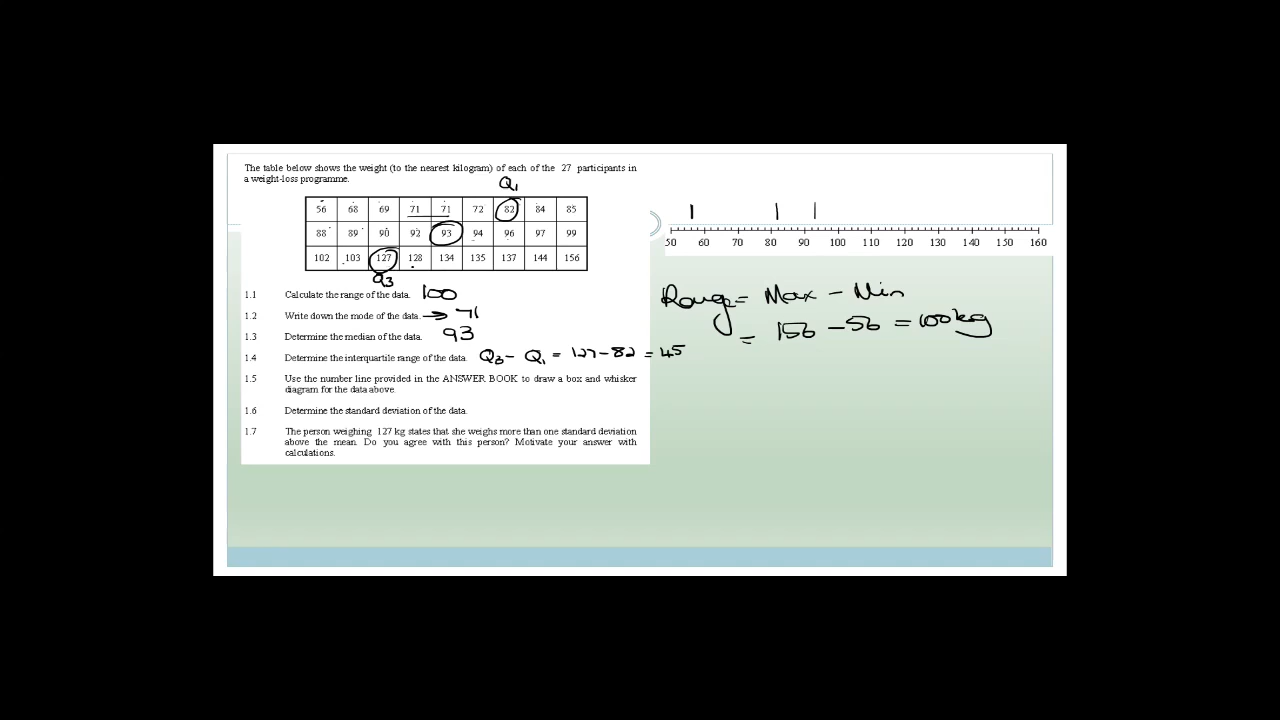 The table below shows the weight (to the nearest kilogram) of each of the 27 participants in
a weight-loss programme.
Q1
56 68 69 71 71 72 82 84 85
88 89 90 92 93 94 96 97 99
102 103 127 128 134 135 137 144 156
Q3
1.1 Calculate the range of the data. 100
1.2 Write down the mode of the data. → 71
1.3 Determine the median of the data. 93
1.4 Determine the interquartile range of the data. Q3 - Q1 = 127 - 82 = 45
1.5 Use the number line provided in the ANSWER BOOK to draw a box and whisker
diagram for the data above.
1.6 Determine the standard deviation of the data.
1.7 The person weighing 127 kg states that she weighs more than one standard deviation
above the mean. Do you agree with this person? Motivate your answer with
calculations.
50 60 70 80 90 100 110 120 130 140 150 160
Range = Max - Min
= 156 - 56 = 100kg